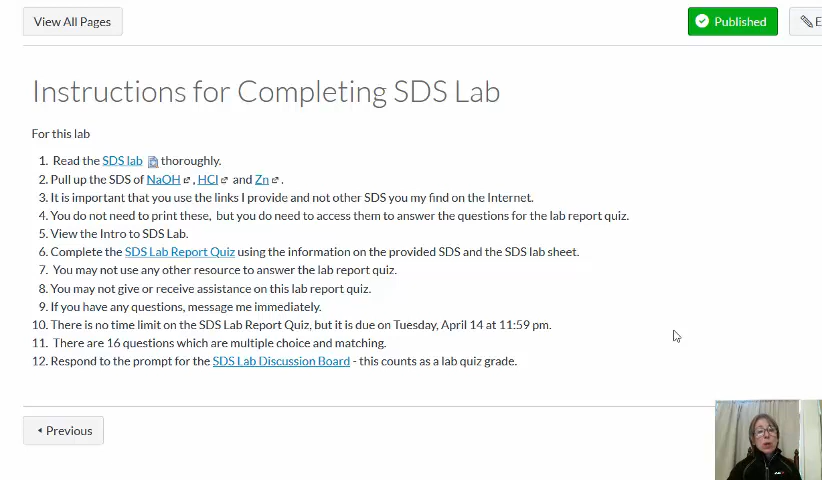 View All Pages
Published
E
Instructions for Completing SDS Lab
For this lab
1. Read the SDS lab thoroughly.
2. Pull up the SDS of NaOH, HCl and Zn.
3. It is important that you use the links I provide and not other SDS you my find on the Internet.
4. You do not need to print these, but you do need to access them to answer the questions for the lab report quiz.
5. View the Intro to SDS Lab.
6. Complete the SDS Lab Report Quiz using the information on the provided SDS and the SDS lab sheet.
7. You may not use any other resource to answer the lab report quiz.
8. You may not give or receive assistance on this lab report quiz.
9. If you have any questions, message me immediately.
10. There is no time limit on the SDS Lab Report Quiz, but it is due on Tuesday, April 14 at 11:59 pm.
11. There are 16 questions which are multiple choice and matching.
12. Respond to the prompt for the SDS Lab Discussion Board - this counts as a lab quiz grade.
Previous